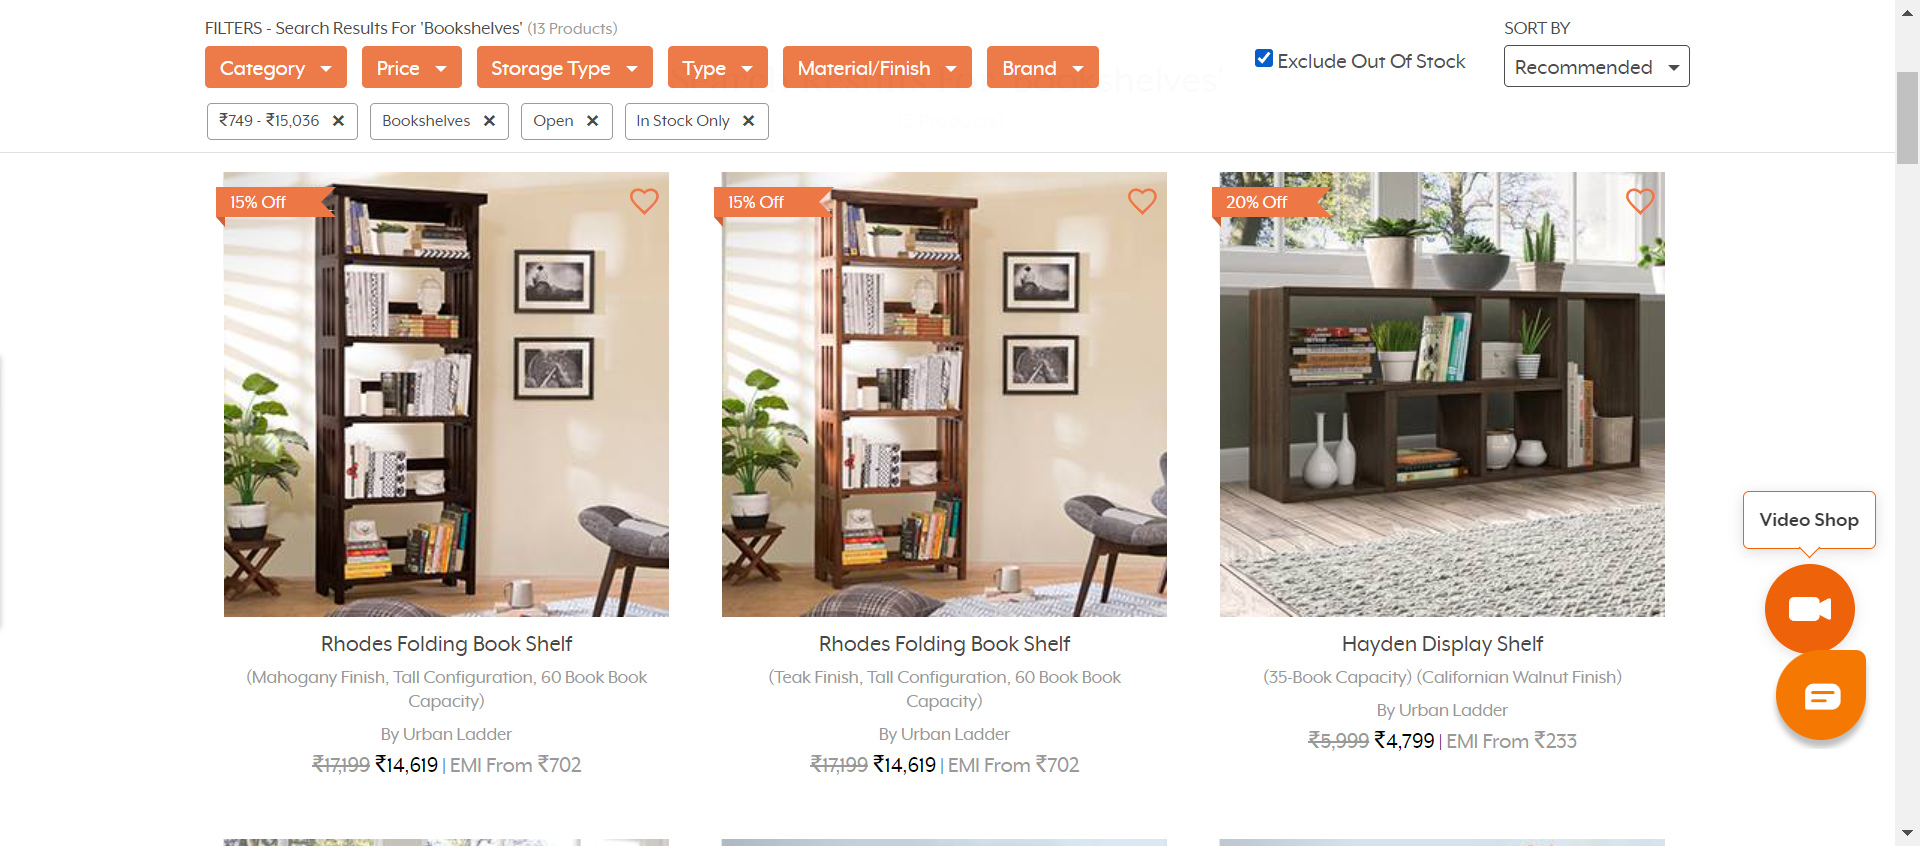 FILTERS - Search Results For 'Bookshelves' (13 Products)
SORT BY
Category
Price
Storage Type
Type
Material/Finish
Brand
Exclude Out Of Stock
Recommended
₹749 - ₹15,036 ✕
Bookshelves ✕
Open ✕
In Stock Only ✕
15% Off
15% Off
20% Off
Video Shop
Rhodes Folding Book Shelf
(Mahogany Finish, Tall Configuration, 60 Book Book
Capacity)
By Urban Ladder
₹17,199 ₹14,619 | EMI From ₹702
Rhodes Folding Book Shelf
(Teak Finish, Tall Configuration, 60 Book Book
Capacity)
By Urban Ladder
₹17,199 ₹14,619 | EMI From ₹702
Hayden Display Shelf
(35-Book Capacity) (Californian Walnut Finish)
By Urban Ladder
₹5,999 ₹4,799 | EMI From ₹233